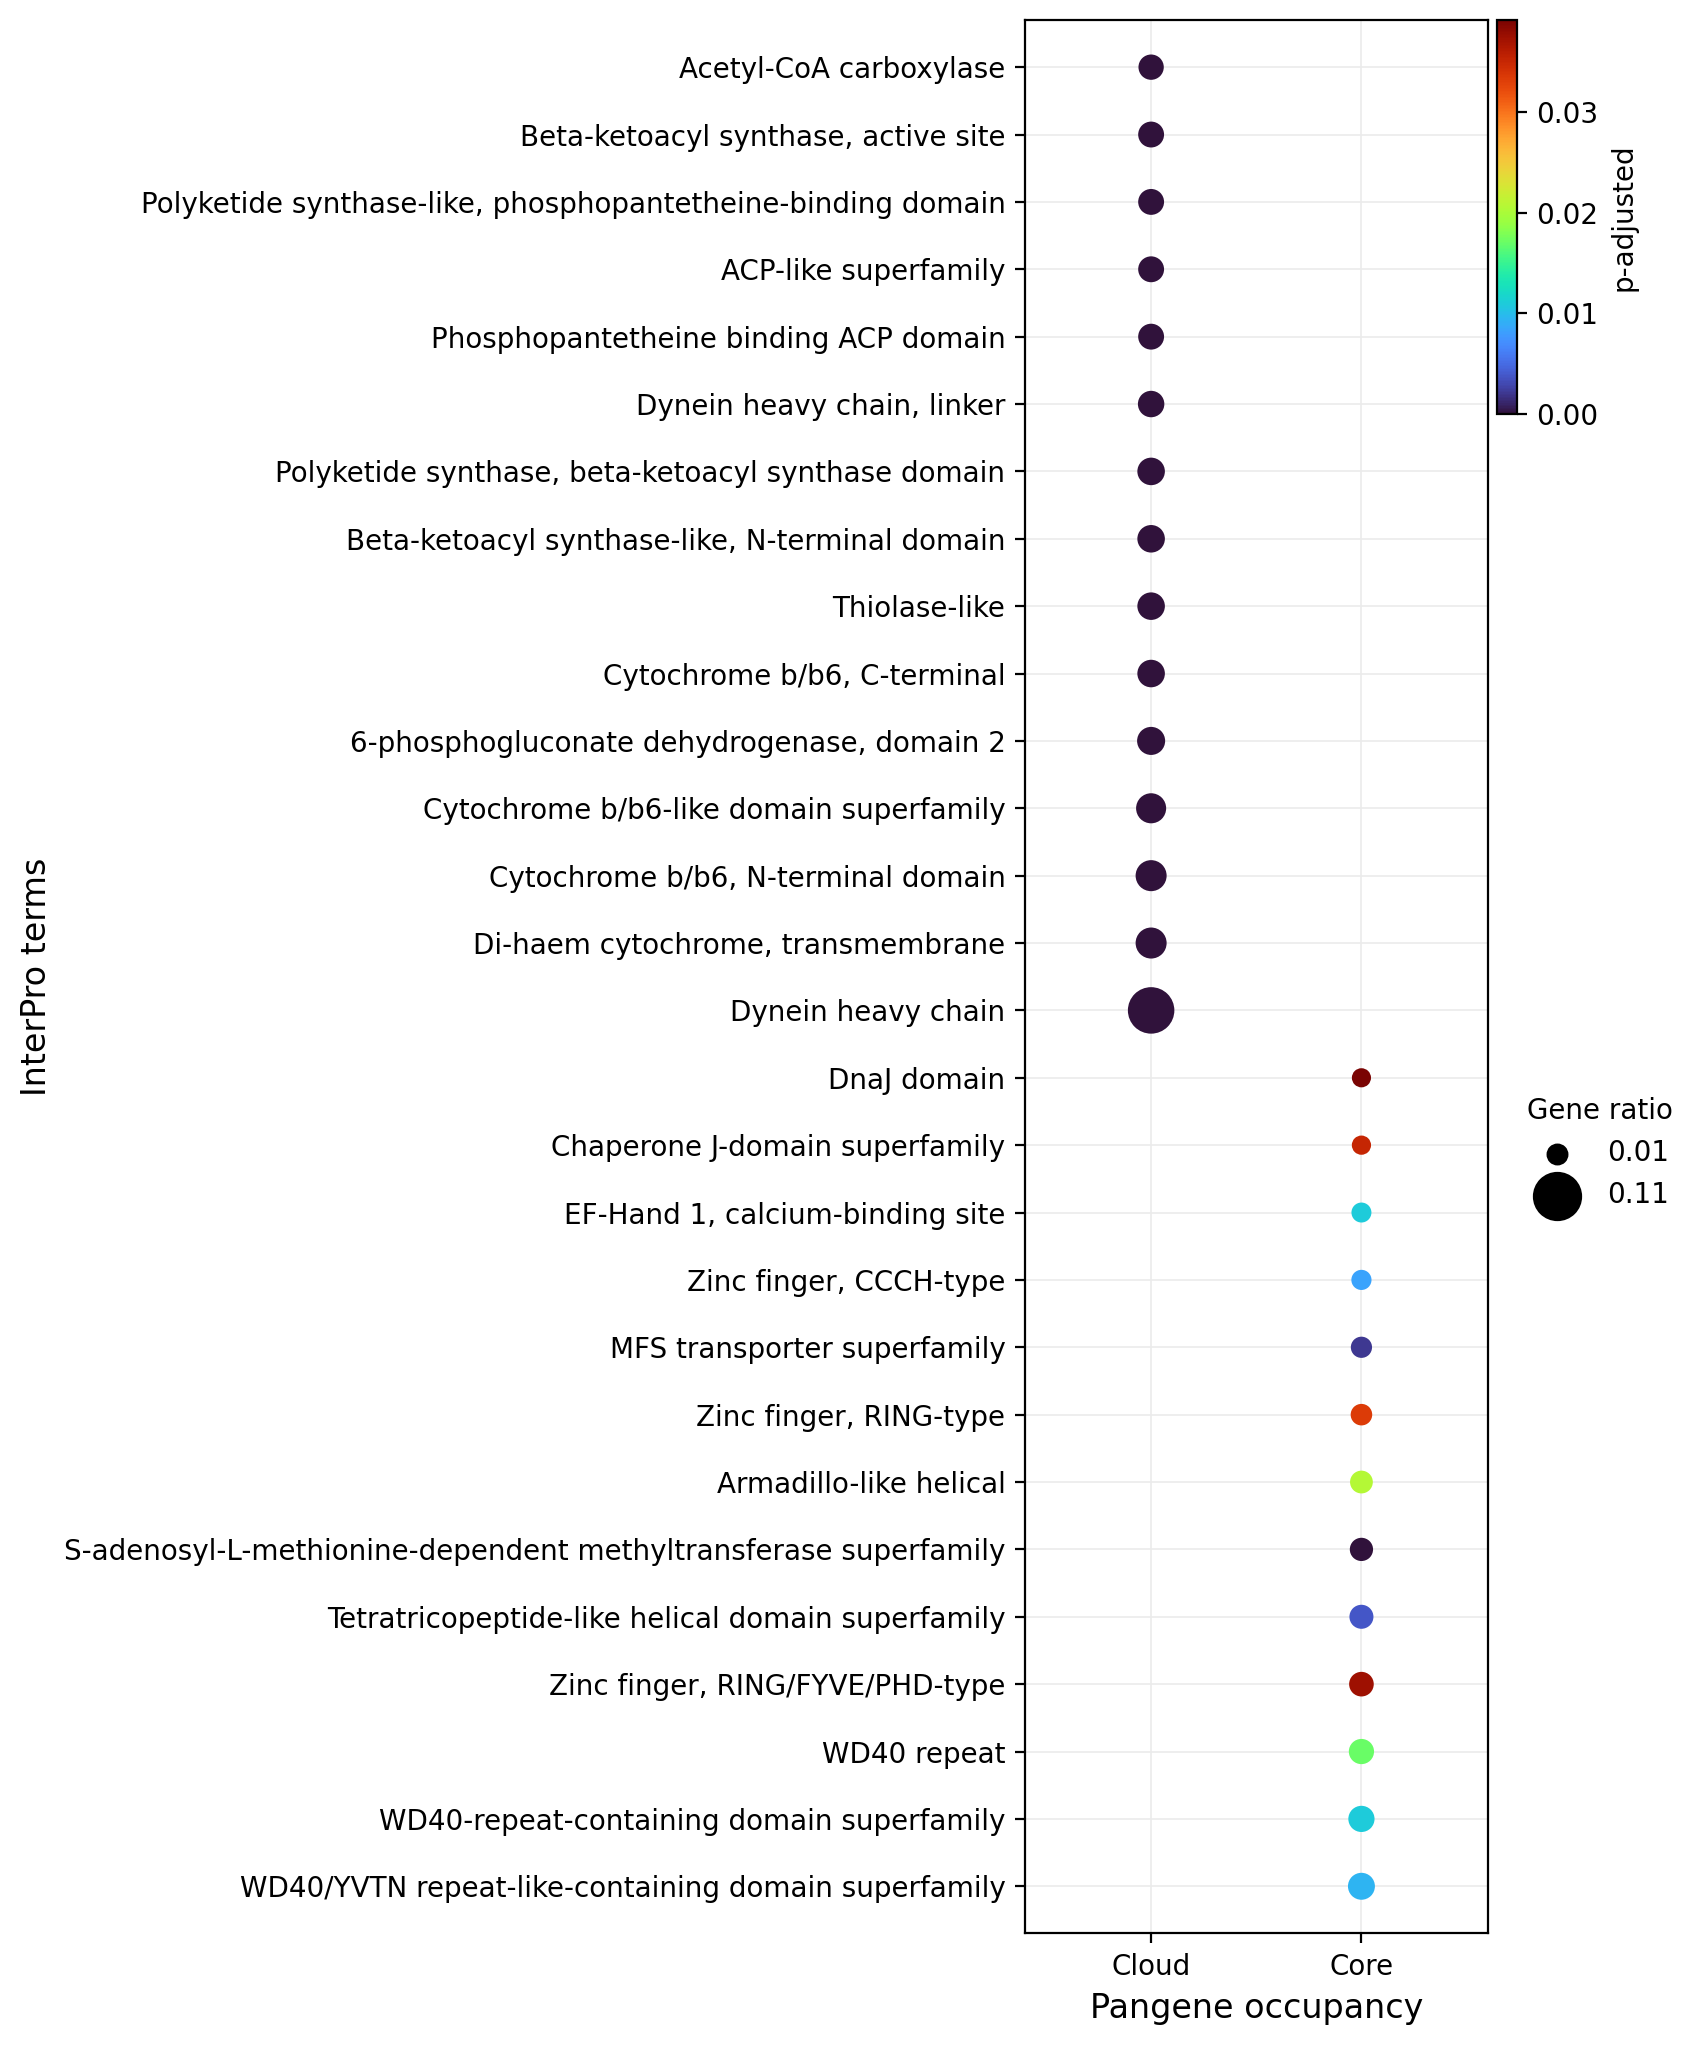 Acetyl-CoA carboxylase
Beta-ketoacyl synthase, active site
Polyketide synthase-like, phosphopantetheine-binding domain
ACP-like superfamily
Phosphopantetheine binding ACP domain
Dynein heavy chain, linker
Polyketide synthase, beta-ketoacyl synthase domain
Beta-ketoacyl synthase-like, N-terminal domain
Thiolase-like
Cytochrome b/b6, C-terminal
6-phosphogluconate dehydrogenase, domain 2
Cytochrome b/b6-like domain superfamily
Cytochrome b/b6, N-terminal domain
Di-haem cytochrome, transmembrane
Dynein heavy chain
DnaJ domain
Chaperone J-domain superfamily
EF-Hand 1, calcium-binding site
Zinc finger, CCCH-type
MFS transporter superfamily
Zinc finger, RING-type
Armadillo-like helical
S-adenosyl-L-methionine-dependent methyltransferase superfamily
Tetratricopeptide-like helical domain superfamily
Zinc finger, RING/FYVE/PHD-type
WD40 repeat
WD40-repeat-containing domain superfamily
WD40/YVTN repeat-like-containing domain superfamily
InterPro terms
Cloud
Core
Pangene occupancy
0.03
0.02
0.01
0.00
p-adjusted
Gene ratio
0.01
0.11